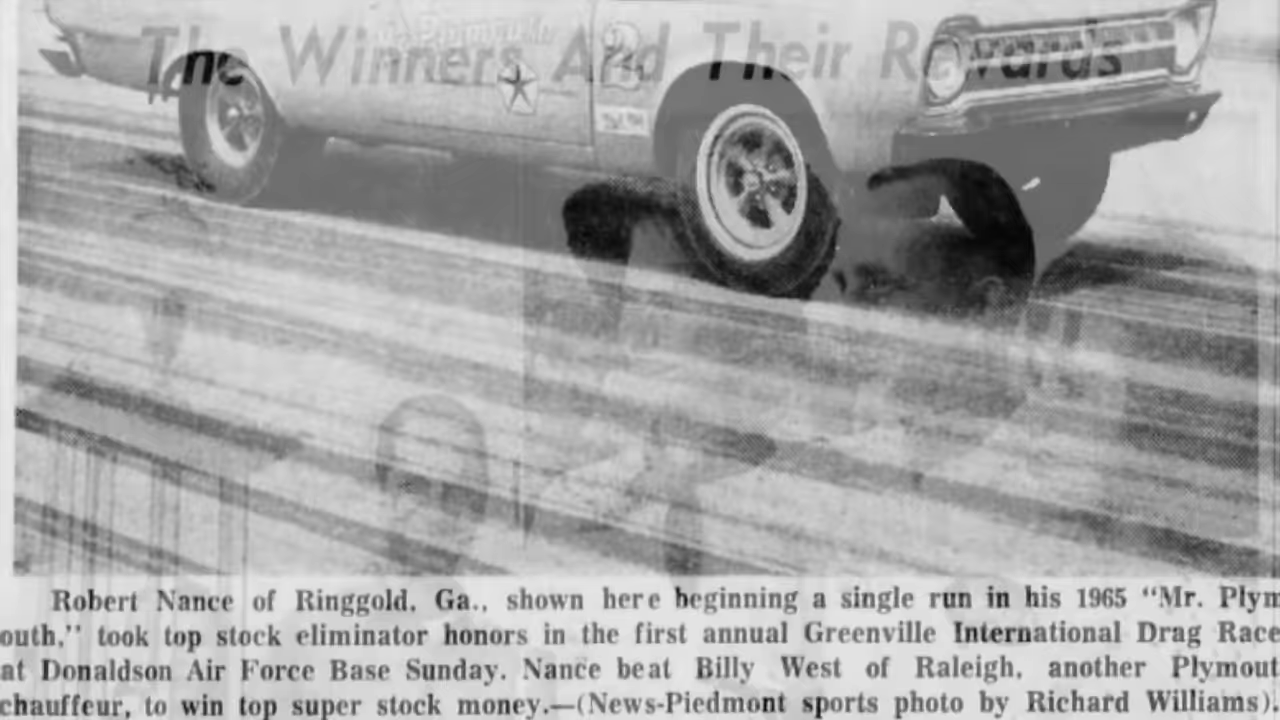 The Winners And Their Rewards
Robert Nance of Ringgold, Ga., shown here beginning a single run in his 1965 “Mr. Plym
outh,” took top stock eliminator honors in the first annual Greenville International Drag Race
at Donaldson Air Force Base Sunday. Nance beat Billy West of Raleigh, another Plymout
chauffeur, to win top super stock money.—(News-Piedmont sports photo by Richard Williams).